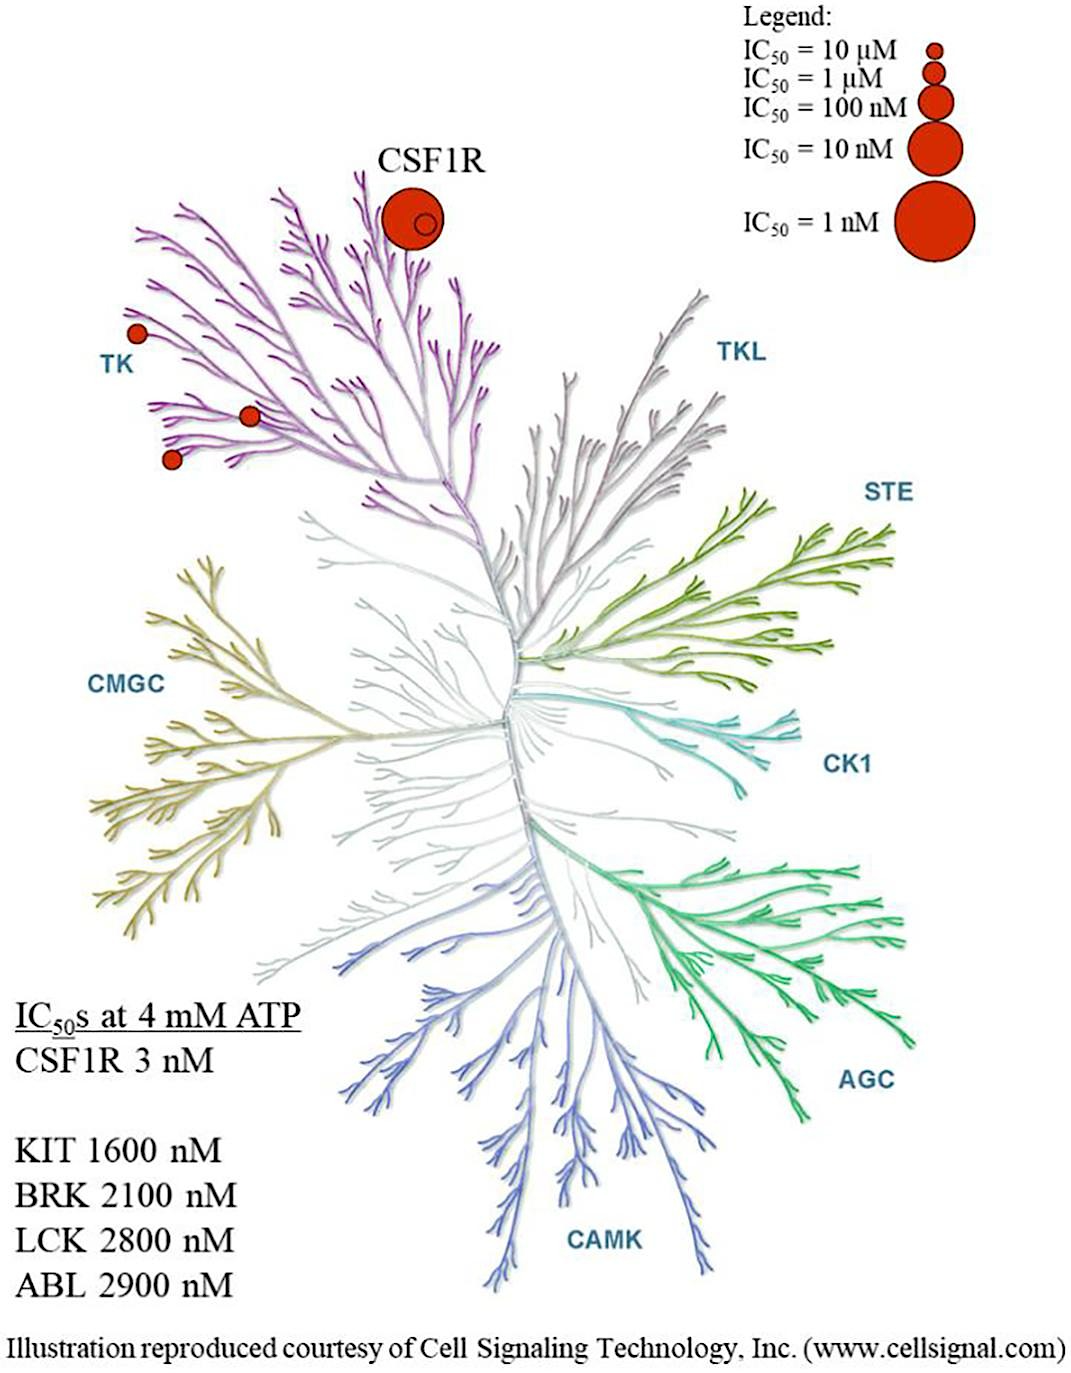 Legend:
IC50 = 10 µM
IC50 = 1 µM
IC50 = 100 nM
IC50 = 10 nM
IC50 = 1 nM
CSF1R
TK
TKL
STE
CMGC
CK1
AGC
CAMK
IC50s at 4 mM ATP
CSF1R 3 nM
KIT 1600 nM
BRK 2100 nM
LCK 2800 nM
ABL 2900 nM
Illustration reproduced courtesy of Cell Signaling Technology, Inc. (www.cellsignal.com)